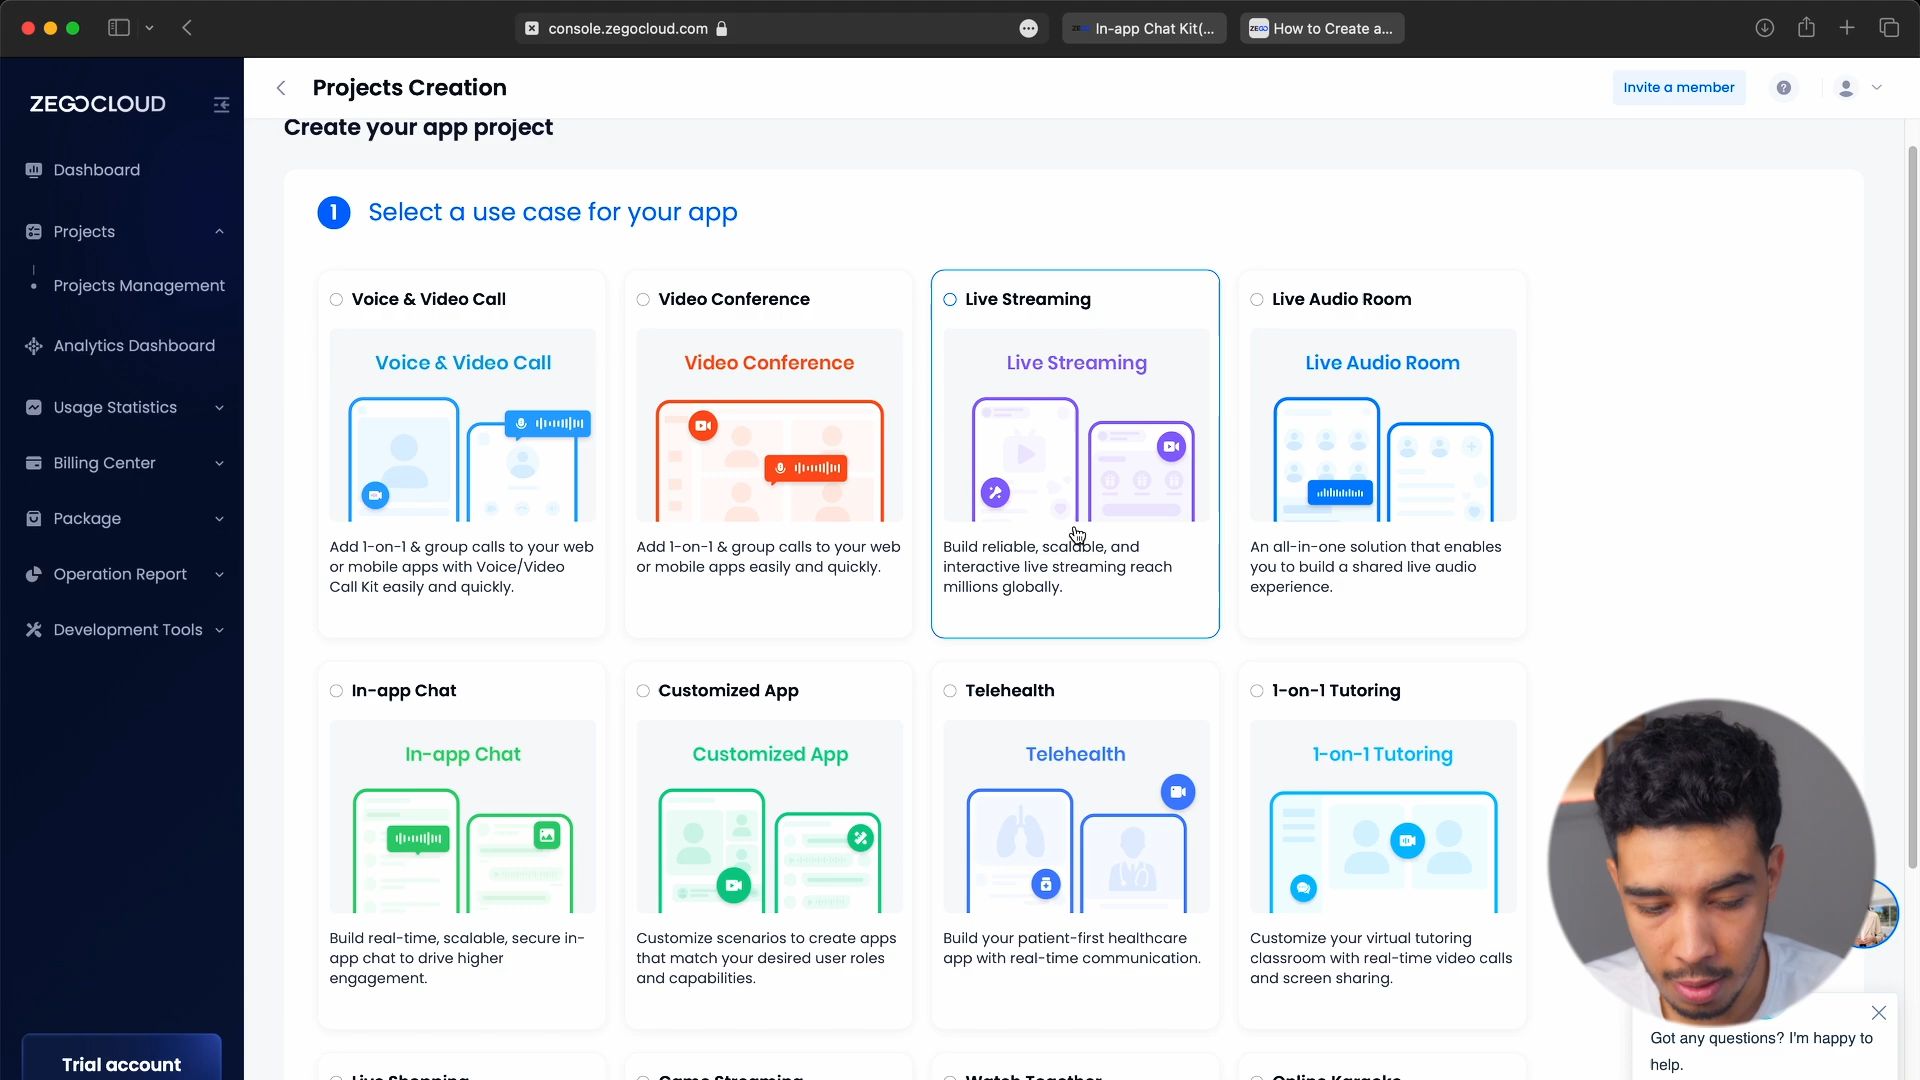 console.zegocloud.com
In-app Chat Kit(...
ZEGO
How to Create a...
ZEGOCLOUD
Projects Creation
Invite a member
Create your app project
Dashboard
Projects
Projects Management
Analytics Dashboard
Usage Statistics
Billing Center
Package
Operation Report
Development Tools
Trial account
1
Select a use case for your app
Voice & Video Call
Voice & Video Call
Add 1-on-1 & group calls to your web
or mobile apps with Voice/Video
Call Kit easily and quickly.
Video Conference
Video Conference
Add 1-on-1 & group calls to your web
or mobile apps easily and quickly.
Live Streaming
Live Streaming
Build reliable, scalable, and
interactive live streaming reach
millions globally.
Live Audio Room
Live Audio Room
An all-in-one solution that enables
you to build a shared live audio
experience.
In-app Chat
In-app Chat
Build real-time, scalable, secure in-
app chat to drive higher
engagement.
Customized App
Customized App
Customize scenarios to create apps
that match your desired user roles
and capabilities.
Telehealth
Telehealth
Build your patient-first healthcare
app with real-time communication.
1-on-1 Tutoring
1-on-1 Tutoring
Customize your virtual tutoring
classroom with real-time video calls
and screen sharing.
Live Shopping
Game Streaming
Watch Together
Online Karaoke
Got any questions? I'm happy to
help.